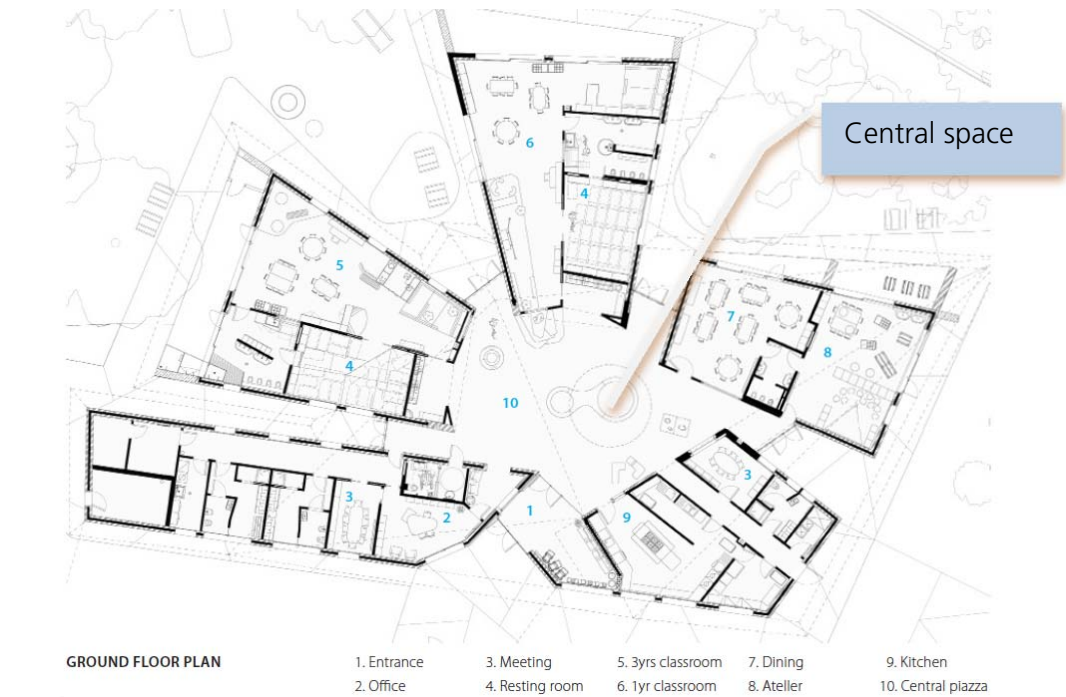 Central space
6
4
5
7
8
4
10
3
3
1
2
9
GROUND FLOOR PLAN
1. Entrance
3. Meeting
5. 3yrs classroom
7. Dining
9. Kitchen
2. Office
4. Resting room
6. 1yr classroom
8. Ateller
10. Central piazza